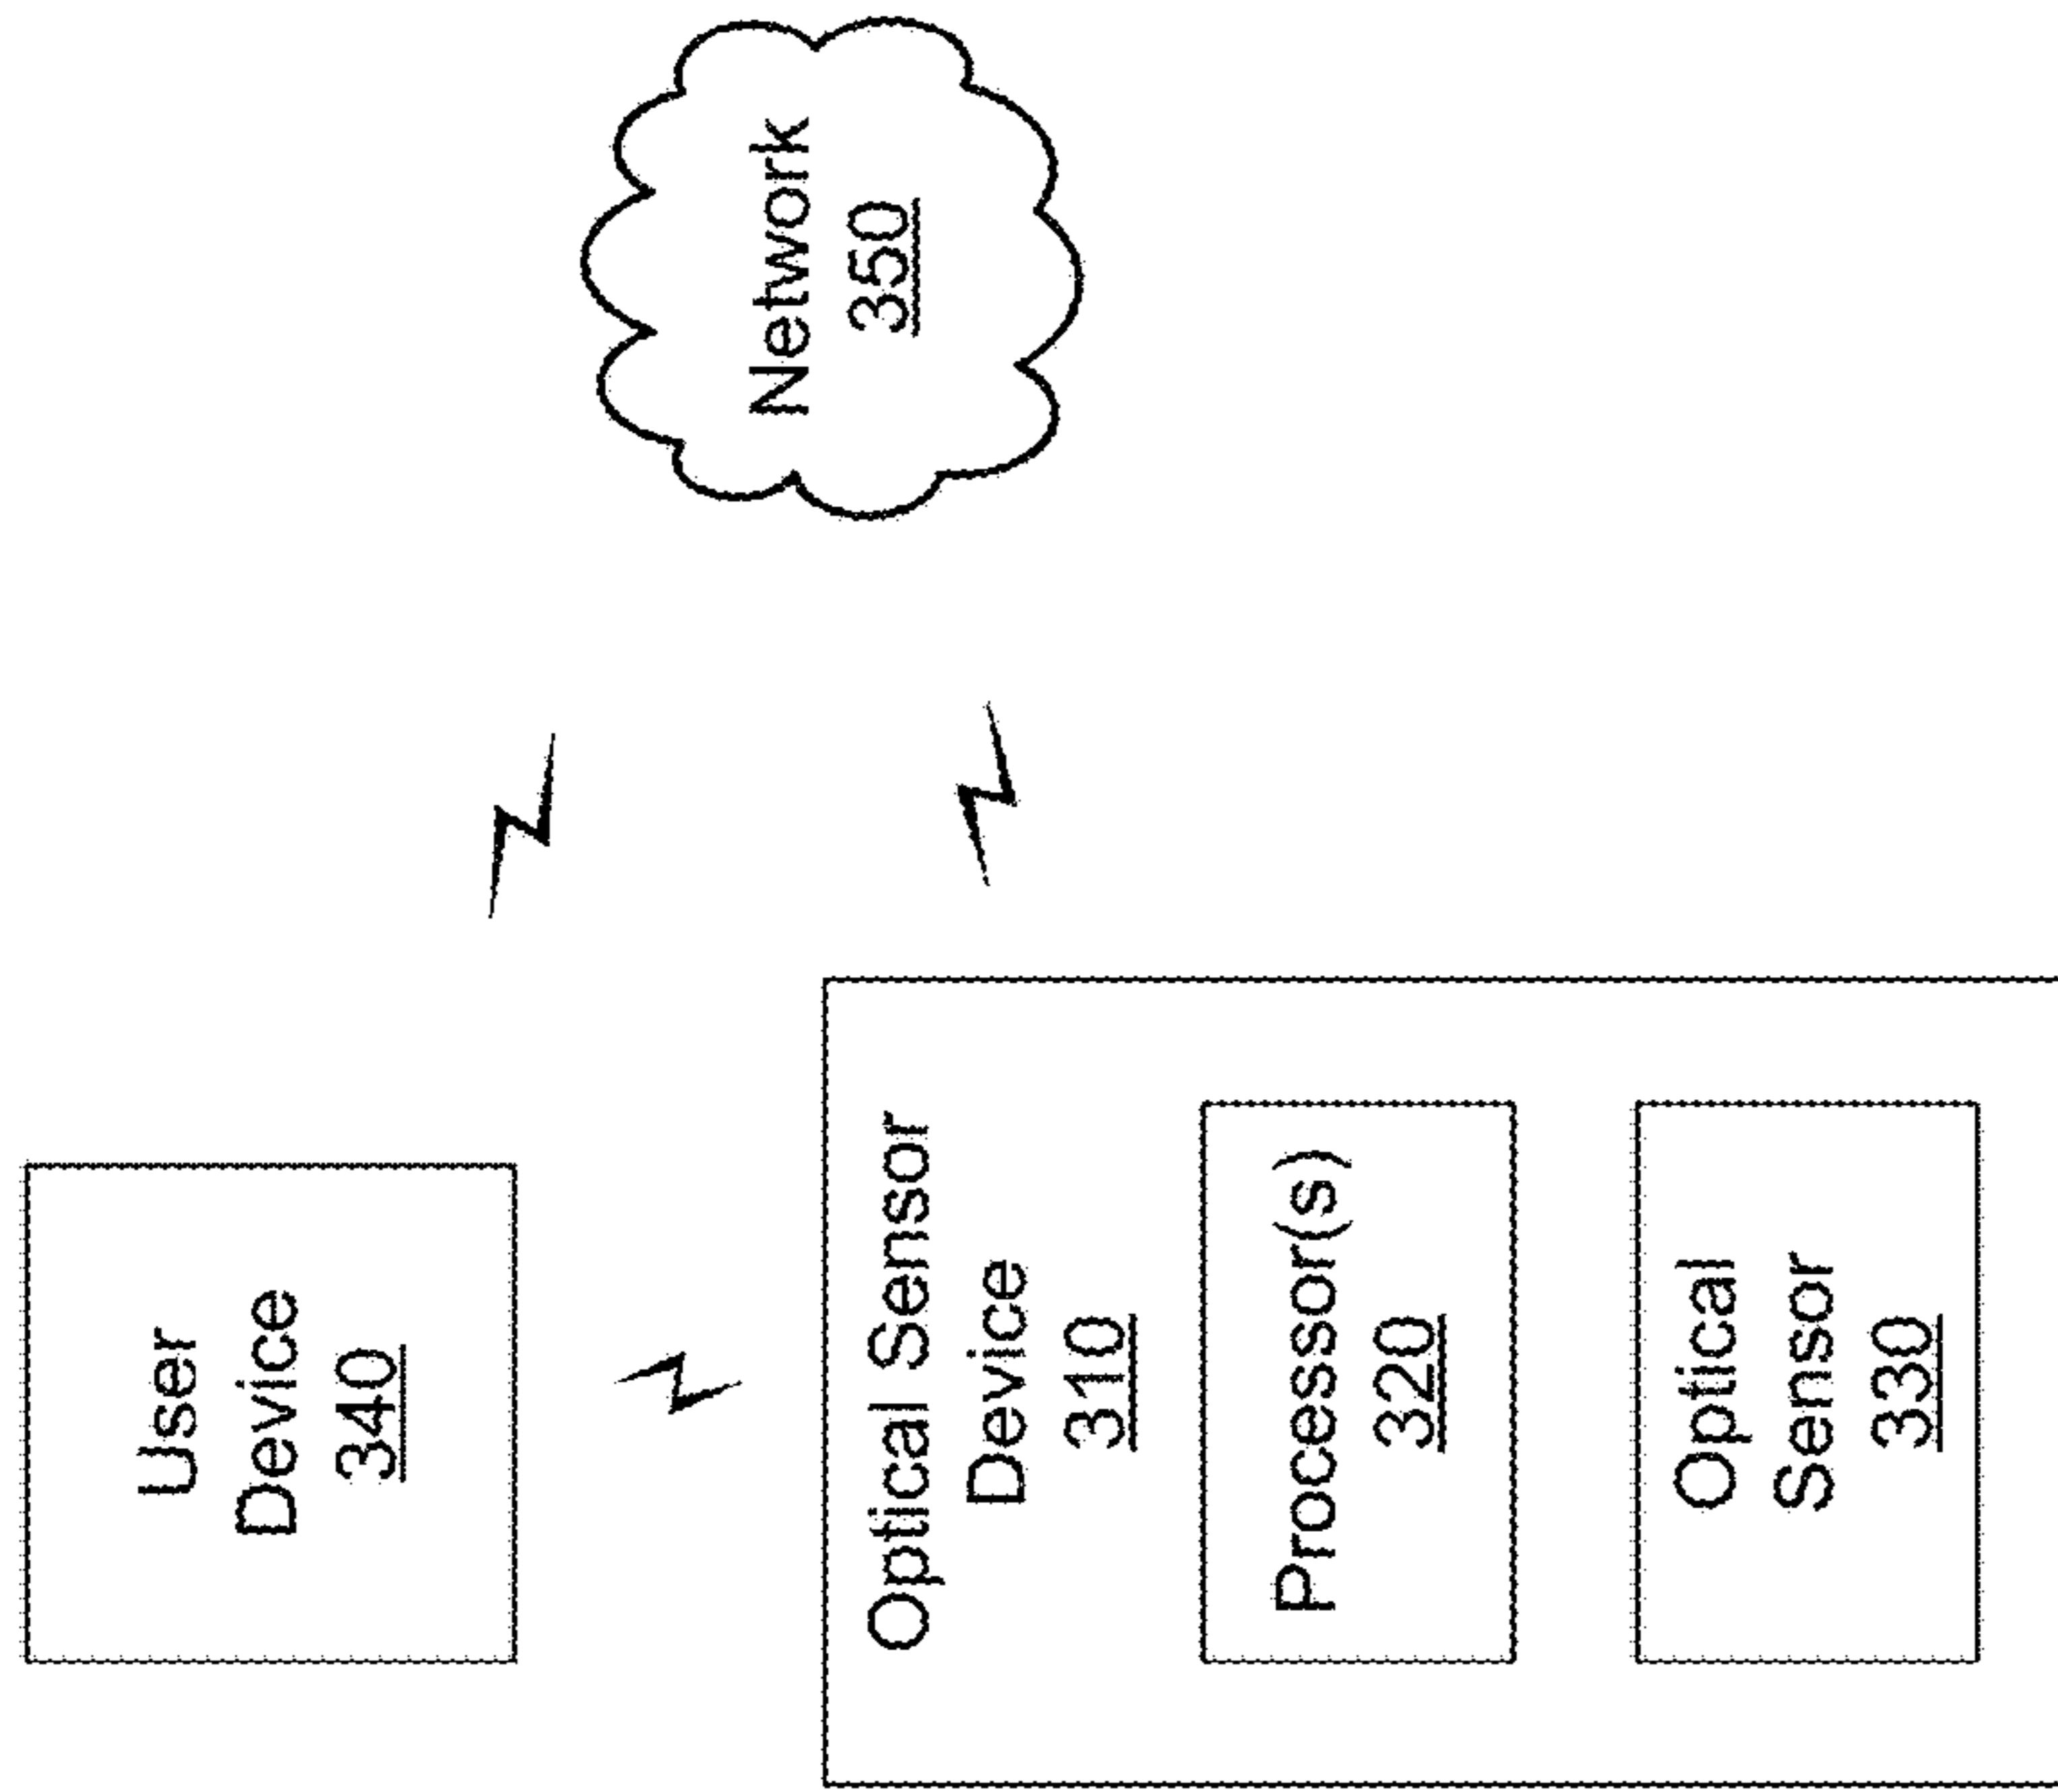 User
Device
340
Optical Sensor
Device
310
Processor(s)
320
Optical
Sensor
330
Network
350